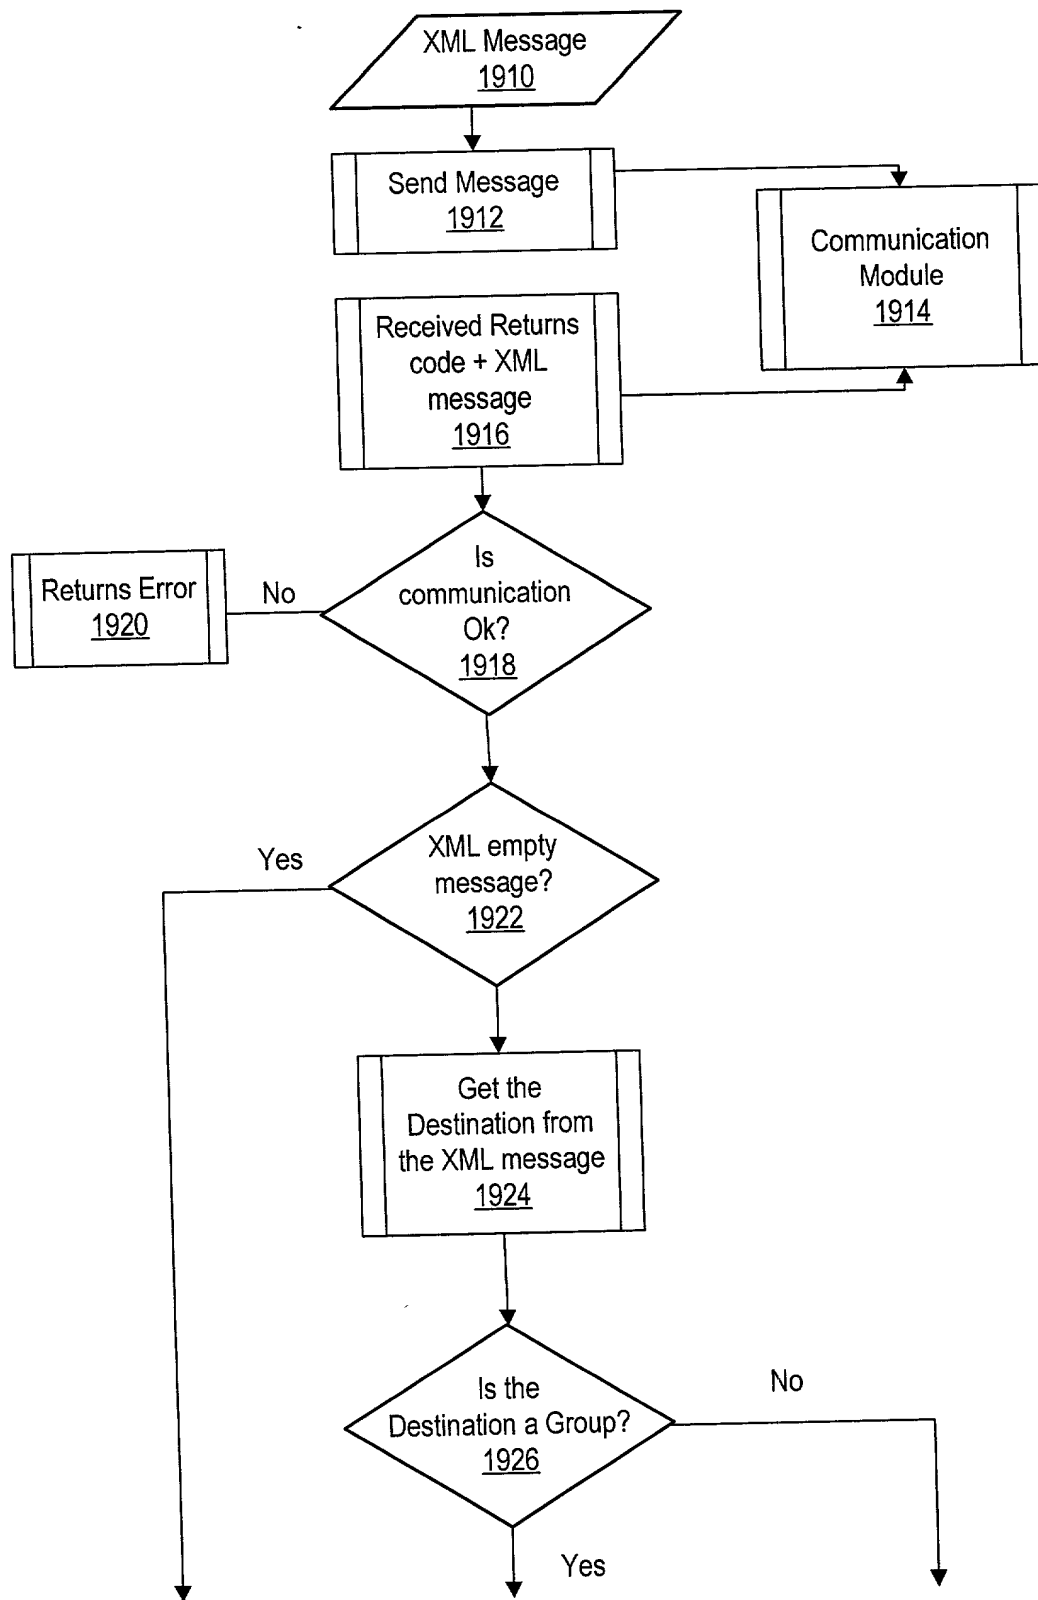 XML Message
1910
Send Message
1912
Communication
Module
1914
Received Returns
code + XML
message
1916
Is
communication
Ok?
1918
No
Returns Error
1920
Yes
XML empty
message?
1922
Get the
Destination from
the XML message
1924
Is the
Destination a Group?
1926
No
Yes